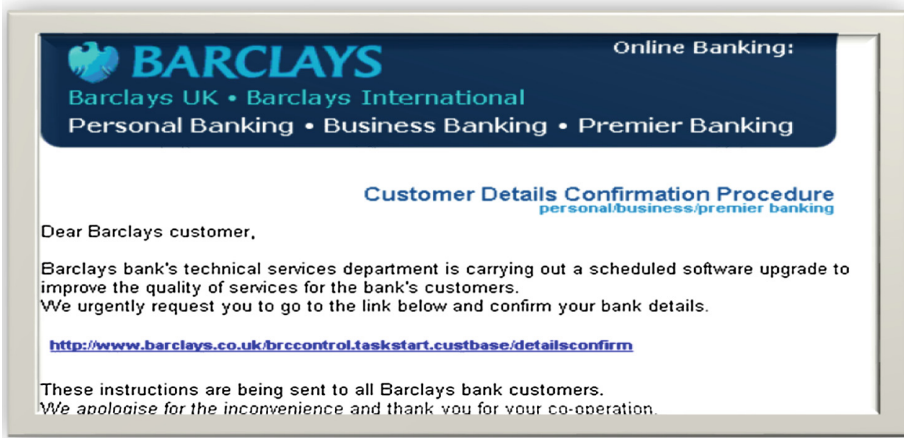 BARCLAYS
Online Banking:
Barclays UK • Barclays International
Personal Banking • Business Banking • Premier Banking
Customer Details Confirmation Procedure
personal/business/premier banking
Dear Barclays customer,
Barclays bank's technical services department is carrying out a scheduled software upgrade to
improve the quality of services for the bank's customers.
We urgently request you to go to the link below and confirm your bank details.
http://www.barclays.co.uk/brccontrol.taskstart.custbase/detailsconfirm
These instructions are being sent to all Barclays bank customers.
We apologise for the inconvenience and thank you for your co-operation.